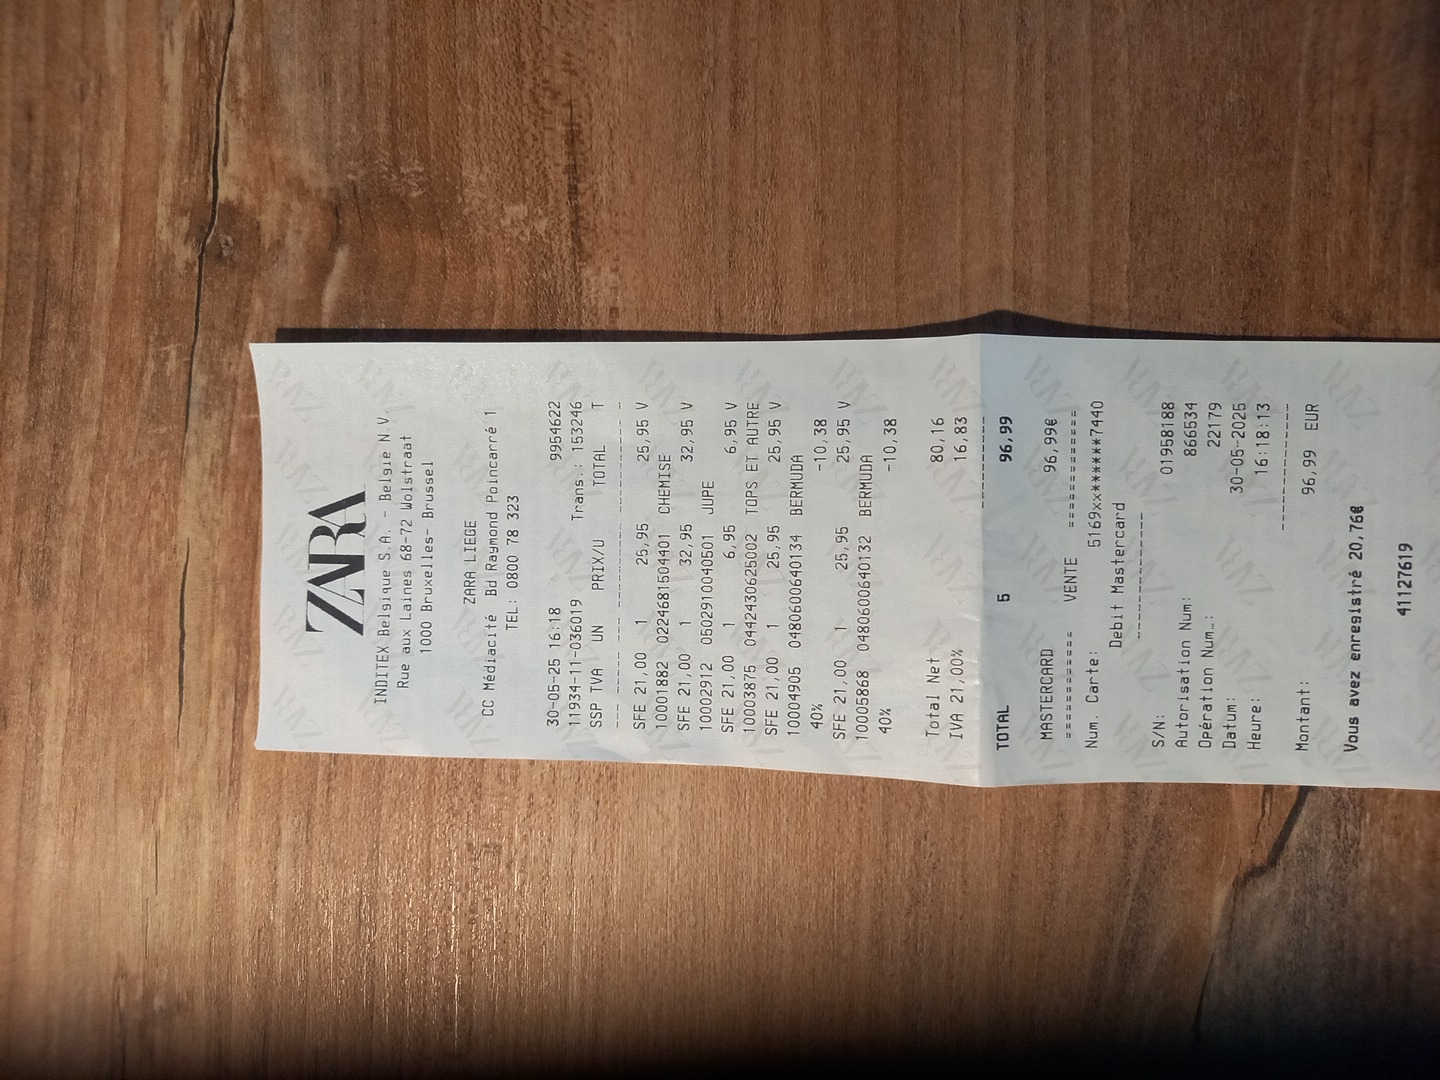 ZARA
INDITEX Belgique S.A. - Belgie N.V.
Rue aux Laines 68-72 Wolstraat
1000 Bruxelles- Brussel
ZARA LIEGE
CC Médiacité Bd Raymond Poincarré 1
TEL: 0800 78 323
30-05-25 16:18 9954622
11934-11-036019 Trans.: 153246
SSP TVA UN PRIX/U TOTAL T
SFE 21,00 1 25,95 25,95 V
10001882 02246815044​01 CHEMISE
SFE 21,00 1 32,95 32,95 V
10002912 0502910040501 JUPE
SFE 21,00 1 6,95 6,95 V
10003875 0442430625002 TOPS ET AUTRE
SFE 21,00 1 25,95 25,95 V
10004905 0480600640134 BERMUDA
40% -10,38
SFE 21,00 1 25,95 25,95 V
10005868 0480600640132 BERMUDA
40% -10,38
Total Net 80,16
IVA 21,00% 16,83
TOTAL 5 96,99
MASTERCARD 96,99€
=========== VENTE ============
Num. Carte: 5169xx******7440
Debit Mastercard
S/N: 01958188
Autorisation Num: 866534
Opération Num.: 22179
Datum: 30-05-2025
Heure: 16:18:13
Montant: 96,99 EUR
Vous avez enregistré 20,76€
41127619